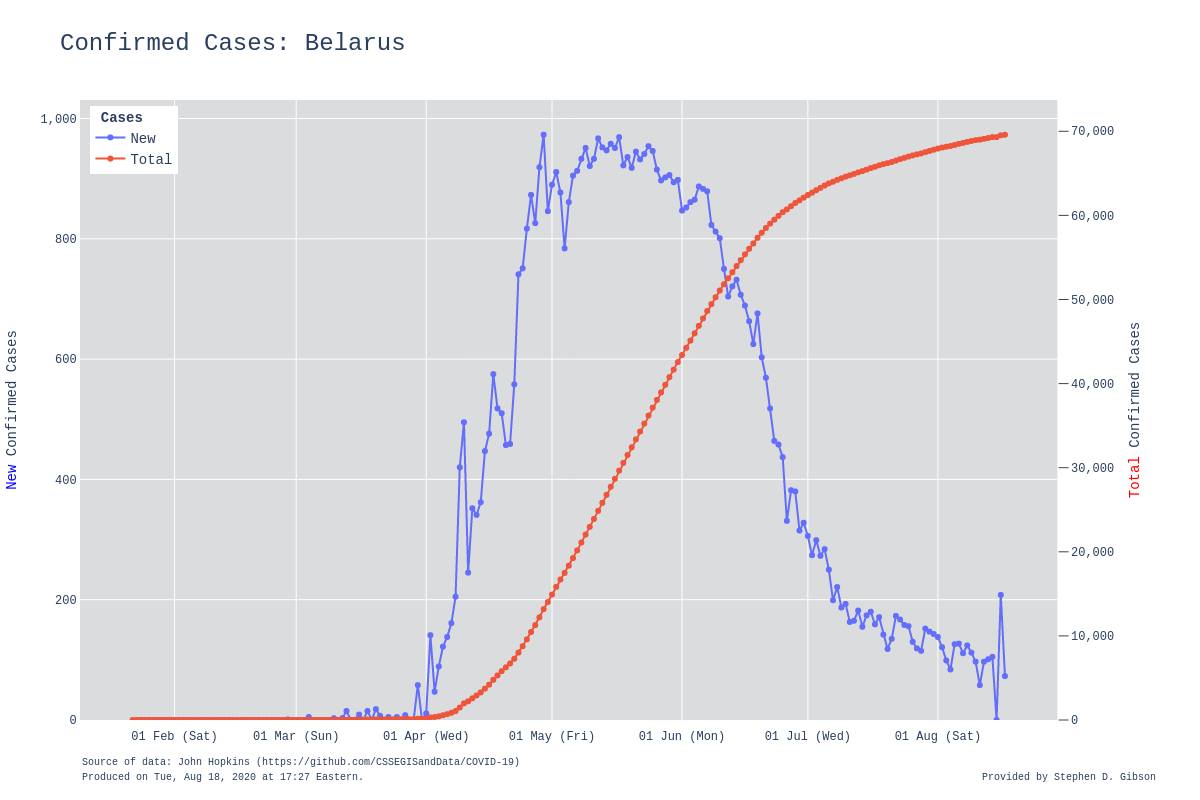 Confirmed Cases: Belarus
Cases
New
Total
1,000
800
600
400
200
0
70,000
60,000
50,000
40,000
30,000
20,000
10,000
0
New Confirmed Cases
Total Confirmed Cases
01 Feb (Sat)
01 Mar (Sun)
01 Apr (Wed)
01 May (Fri)
01 Jun (Mon)
01 Jul (Wed)
01 Aug (Sat)
Source of data: John Hopkins (https://github.com/CSSEGISandData/COVID-19)
Produced on Tue, Aug 18, 2020 at 17:27 Eastern.
Provided by Stephen D. Gibson